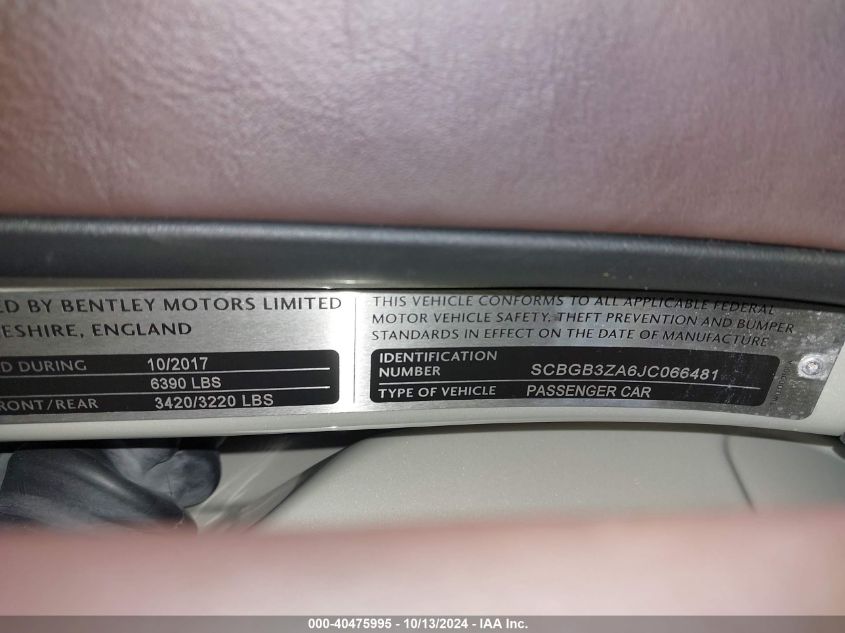 ED BY BENTLEY MOTORS LIMITED
ESHIRE, ENGLAND
D DURING 10/2017
6390 LBS
FRONT/REAR 3420/3220 LBS
THIS VEHICLE CONFORMS TO ALL APPLICABLE FEDERAL
MOTOR VEHICLE SAFETY, THEFT PREVENTION AND BUMPER
STANDARDS IN EFFECT ON THE DATE OF MANUFACTURE
IDENTIFICATION
NUMBER SCBGB3ZA6JC066481
TYPE OF VEHICLE PASSENGER CAR
000-40475995 - 10/13/2024 - IAA Inc.